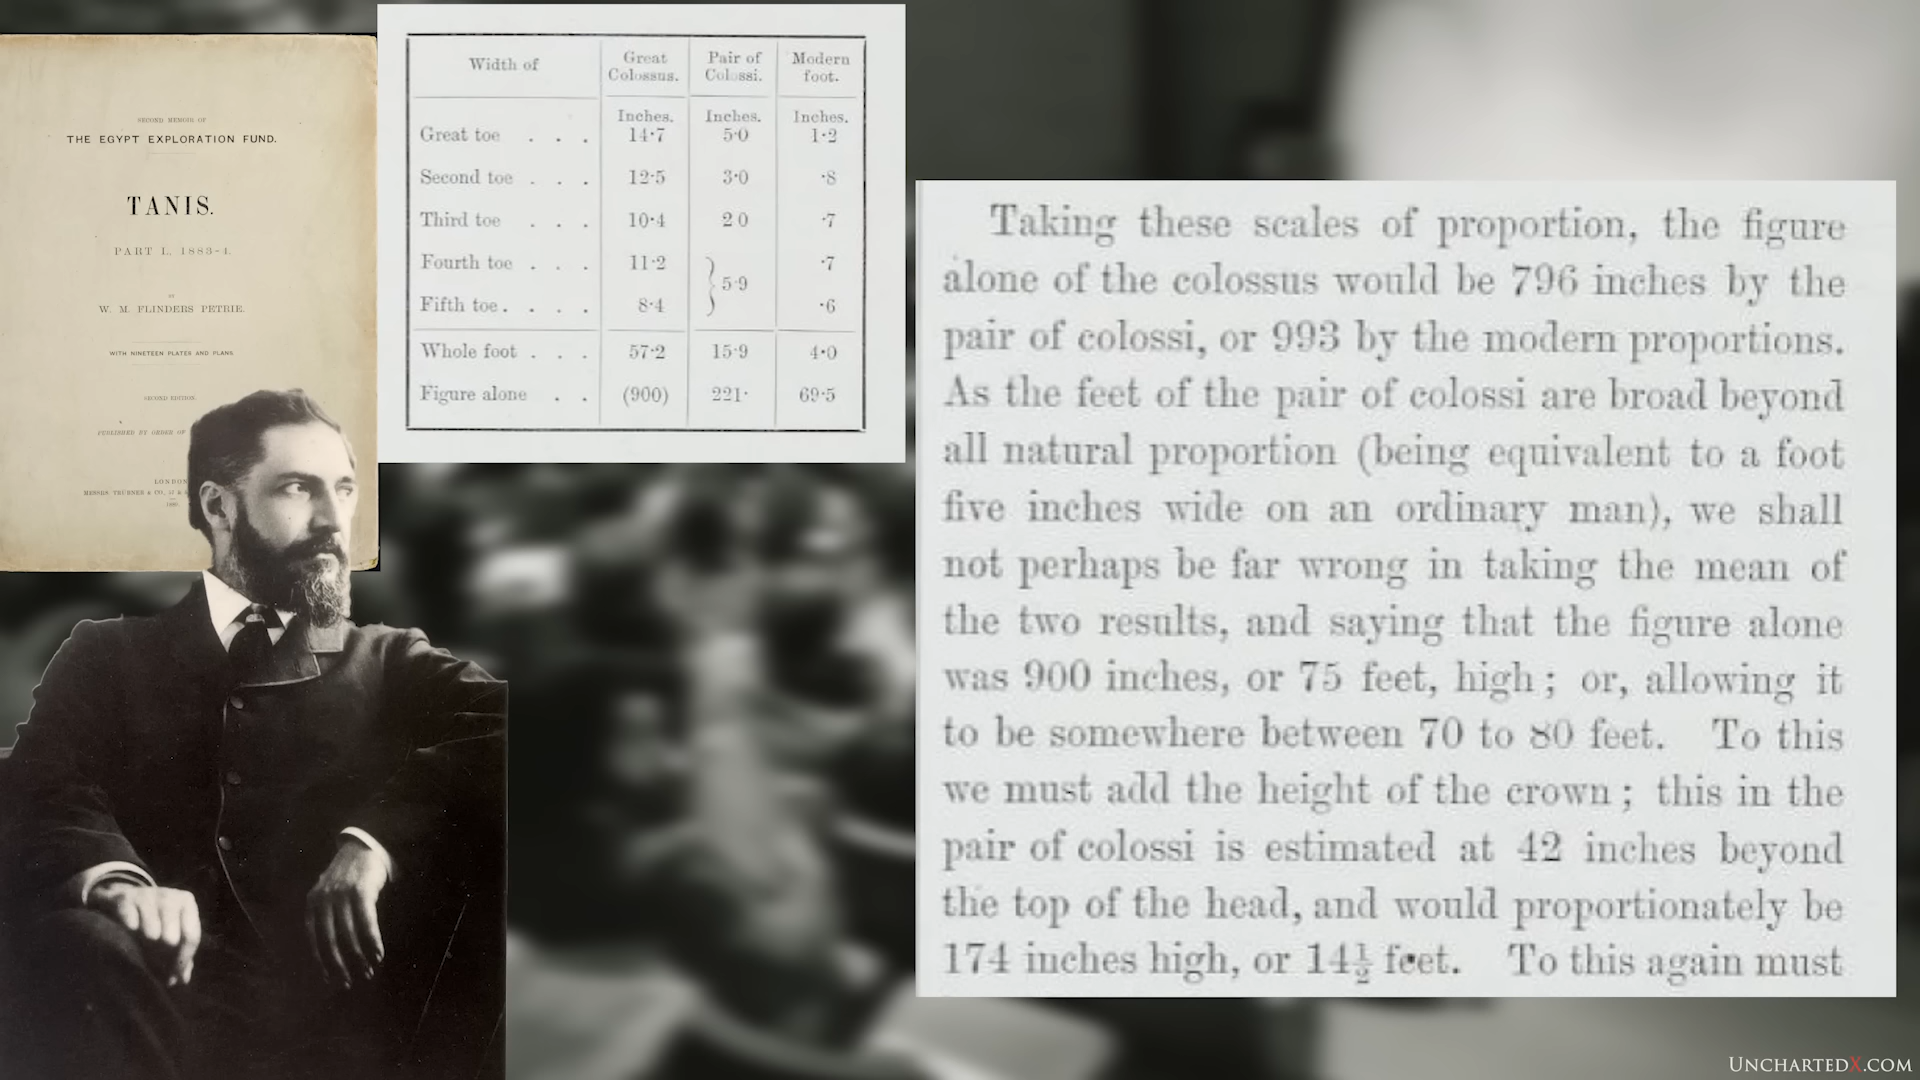 SECOND MEMOIR OF
THE EGYPT EXPLORATION FUND.
TANIS.
PART I., 1883-4.
BY
W. M. FLINDERS PETRIE.
WITH NINETEEN PLATES AND PLANS
SECOND EDITION.
PUBLISHED BY ORDER OF
LONDON
MESSRS. TRÜBNER & CO.,
Width of Great Colossus. Pair of Colossi. Modern foot.
Inches. Inches. Inches.
Great toe . . . 14·7 5·0 1·2
Second toe . . . 12·5 3·0 ·8
Third toe . . . 10·4 2 0 ·7
Fourth toe . . . 11·2 ·7
5·9
Fifth toe . . . . 8·4 ·6
Whole foot . . . 57·2 15·9 4·0
Figure alone . . (900) 221· 69·5
Taking these scales of proportion, the figure
alone of the colossus would be 796 inches by the
pair of colossi, or 993 by the modern proportions.
As the feet of the pair of colossi are broad beyond
all natural proportion (being equivalent to a foot
five inches wide on an ordinary man), we shall
not perhaps be far wrong in taking the mean of
the two results, and saying that the figure alone
was 900 inches, or 75 feet, high ; or, allowing it
to be somewhere between 70 to 80 feet. To this
we must add the height of the crown ; this in the
pair of colossi is estimated at 42 inches beyond
the top of the head, and would proportionately be
174 inches high, or 14½ feet. To this again must
UNCHARTEDX.COM